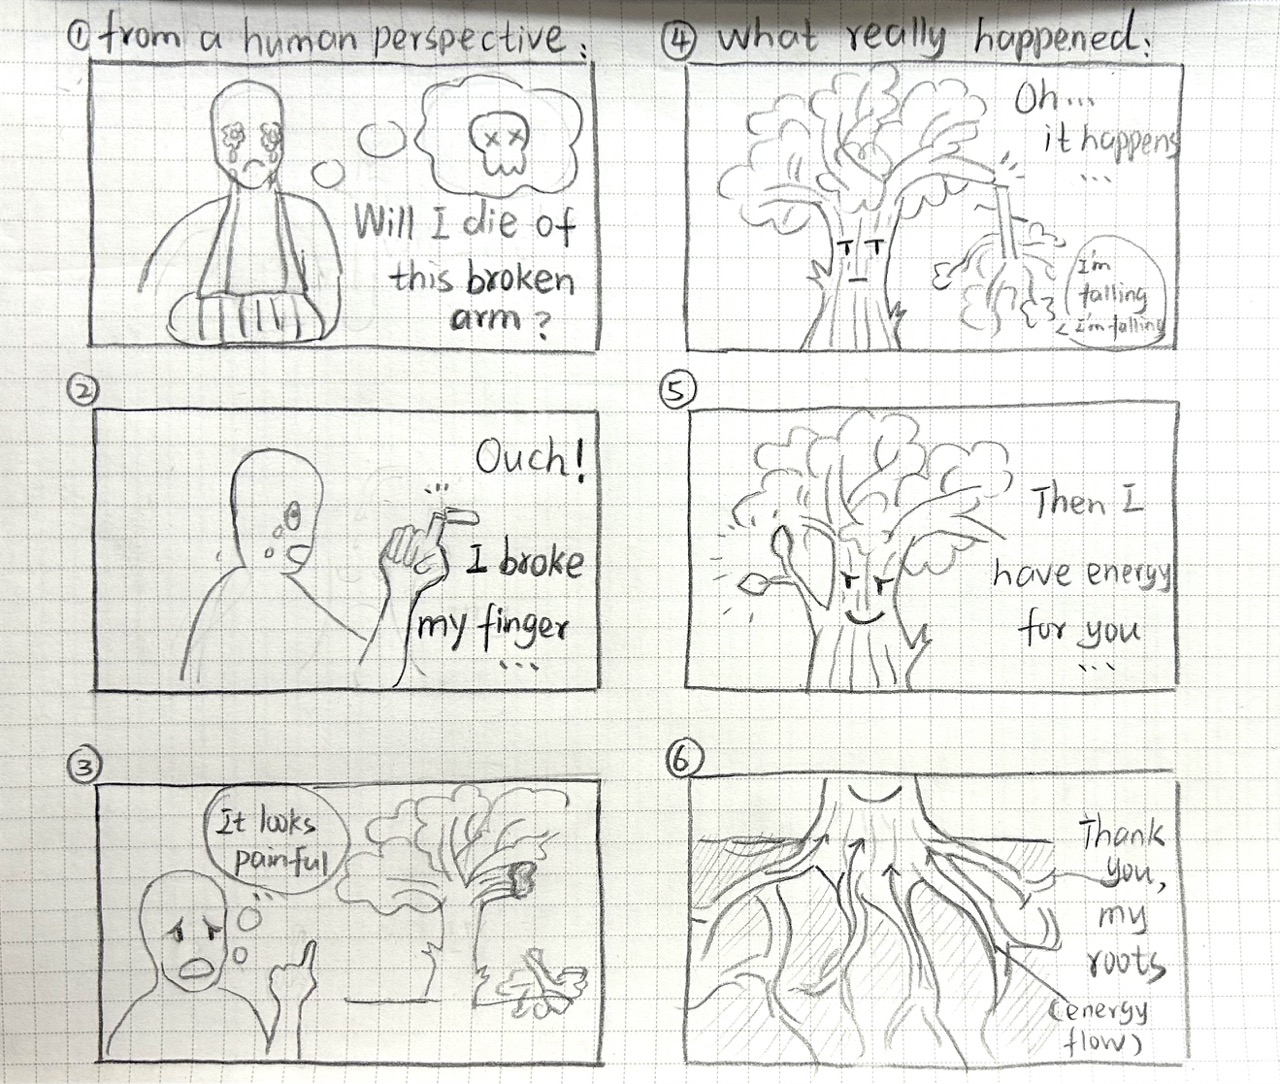 ① from a human perspective:
Will I die of
this broken
arm?
②
Ouch!
I broke
my finger
...
③
It looks
painful
...
④ what really happened:
Oh...
it happens
...
I'm
falling
I'm falling
⑤
Then I
have energy
for you
...
⑥
Thank
you,
my
roots
(energy
flow)